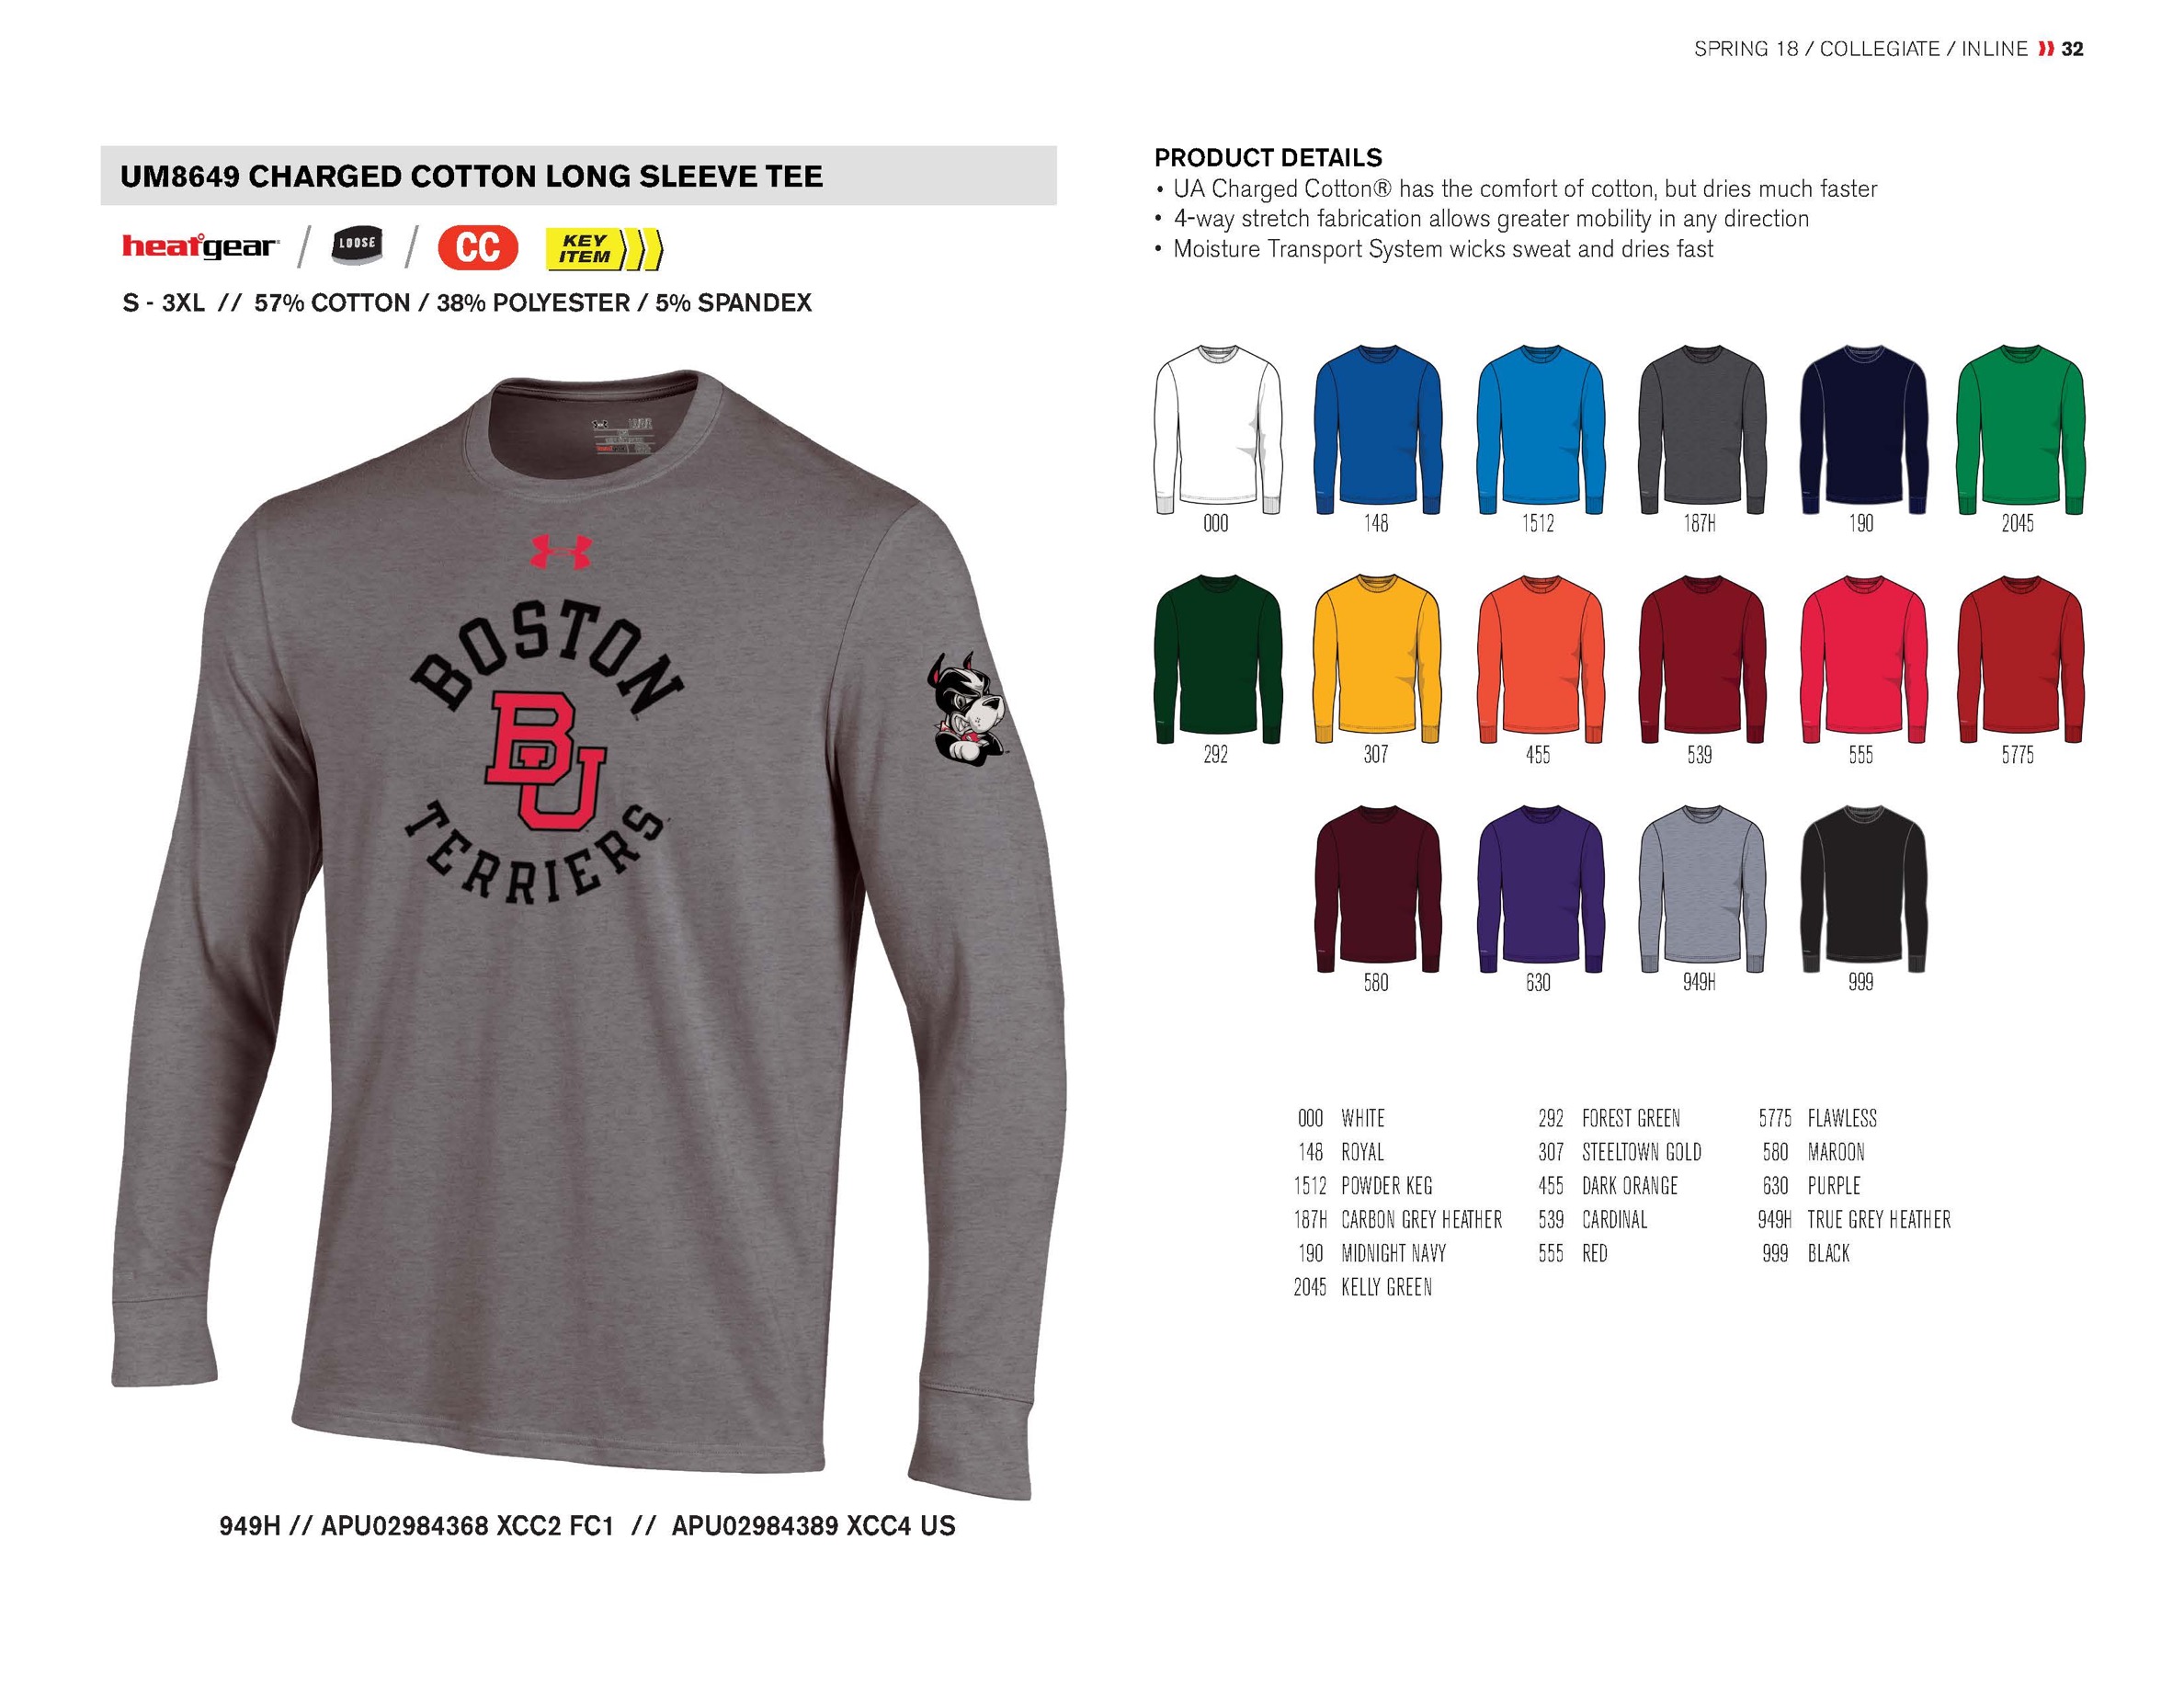 SPRING 18 / COLLEGIATE / INLINE 32
UM8649 CHARGED COTTON LONG SLEEVE TEE
heatgear / LOOSE / CC KEY ITEM
S - 3XL // 57% COTTON / 38% POLYESTER / 5% SPANDEX
BOSTON
BU
TERRIERS
949H // APU02984368 XCC2 FC1 // APU02984389 XCC4 US
PRODUCT DETAILS
• UA Charged Cotton® has the comfort of cotton, but dries much faster
• 4-way stretch fabrication allows greater mobility in any direction
• Moisture Transport System wicks sweat and dries fast
000 148 1512 187H 190 2045
292 307 455 539 555 5775
580 630 949H 999
000 WHITE
148 ROYAL
1512 POWDER KEG
187H CARBON GREY HEATHER
190 MIDNIGHT NAVY
2045 KELLY GREEN
292 FOREST GREEN
307 STEELTOWN GOLD
455 DARK ORANGE
539 CARDINAL
555 RED
5775 FLAWLESS
580 MAROON
630 PURPLE
949H TRUE GREY HEATHER
999 BLACK